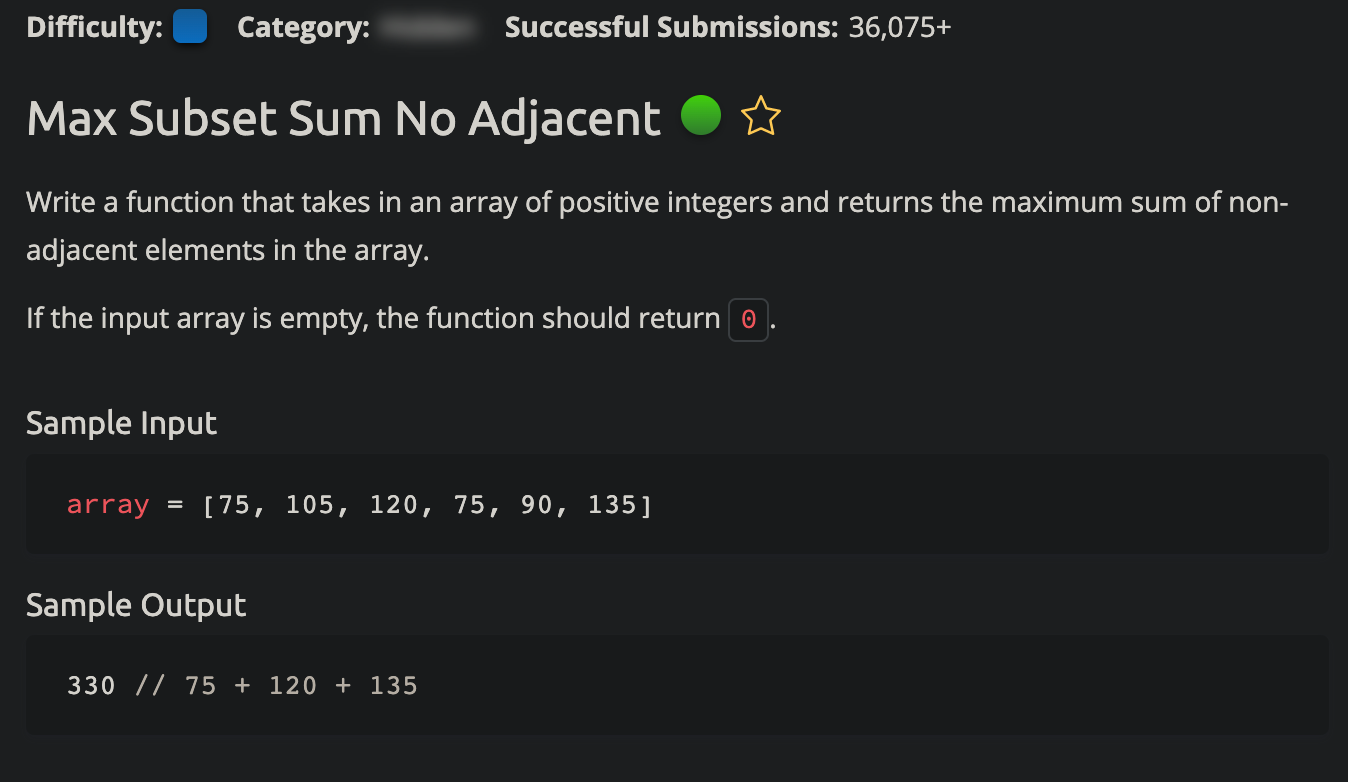 Difficulty: Category: Successful Submissions: 36,075+
Max Subset Sum No Adjacent
Write a function that takes in an array of positive integers and returns the maximum sum of non-
adjacent elements in the array.
If the input array is empty, the function should return 0.
Sample Input
array = [75, 105, 120, 75, 90, 135]
Sample Output
330 // 75 + 120 + 135